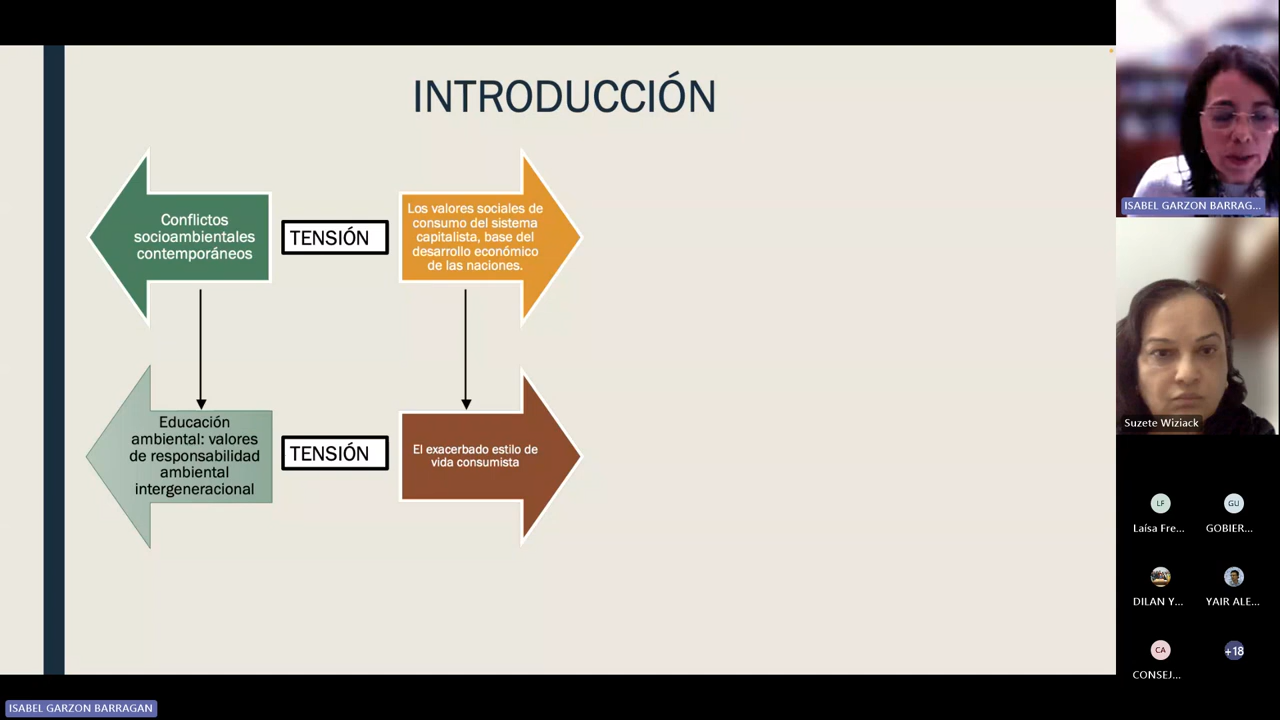 INTRODUCCIÓN
Conflictos
socioambientales
contemporáneos
TENSIÓN
Los valores sociales de
consumo del sistema
capitalista, base del
desarrollo económico
de las naciones.
Educación
ambiental: valores
de responsabilidad
ambiental
intergeneracional
TENSIÓN
El exacerbado estilo de
vida consumista
ISABEL GARZON BARRAG...
Suzete Wiziack
LF
GU
Laísa Fre...
GOBIER...
DILAN Y...
YAIR ALE...
CA
+18
CONSEJ...
ISABEL GARZON BARRAGAN